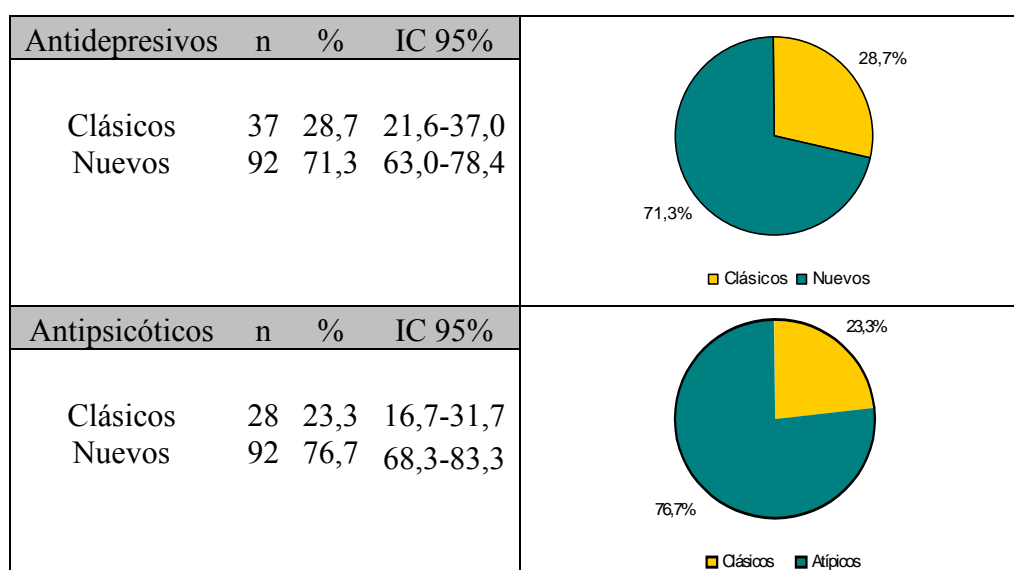 Antidepresivos n % IC 95%
Clásicos 37 28,7 21,6-37,0
Nuevos 92 71,3 63,0-78,4
28,7%
71,3%
Clásicos Nuevos
Antipsicóticos n % IC 95%
Clásicos 28 23,3 16,7-31,7
Nuevos 92 76,7 68,3-83,3
23,3%
76,7%
Clásicos Atípicos